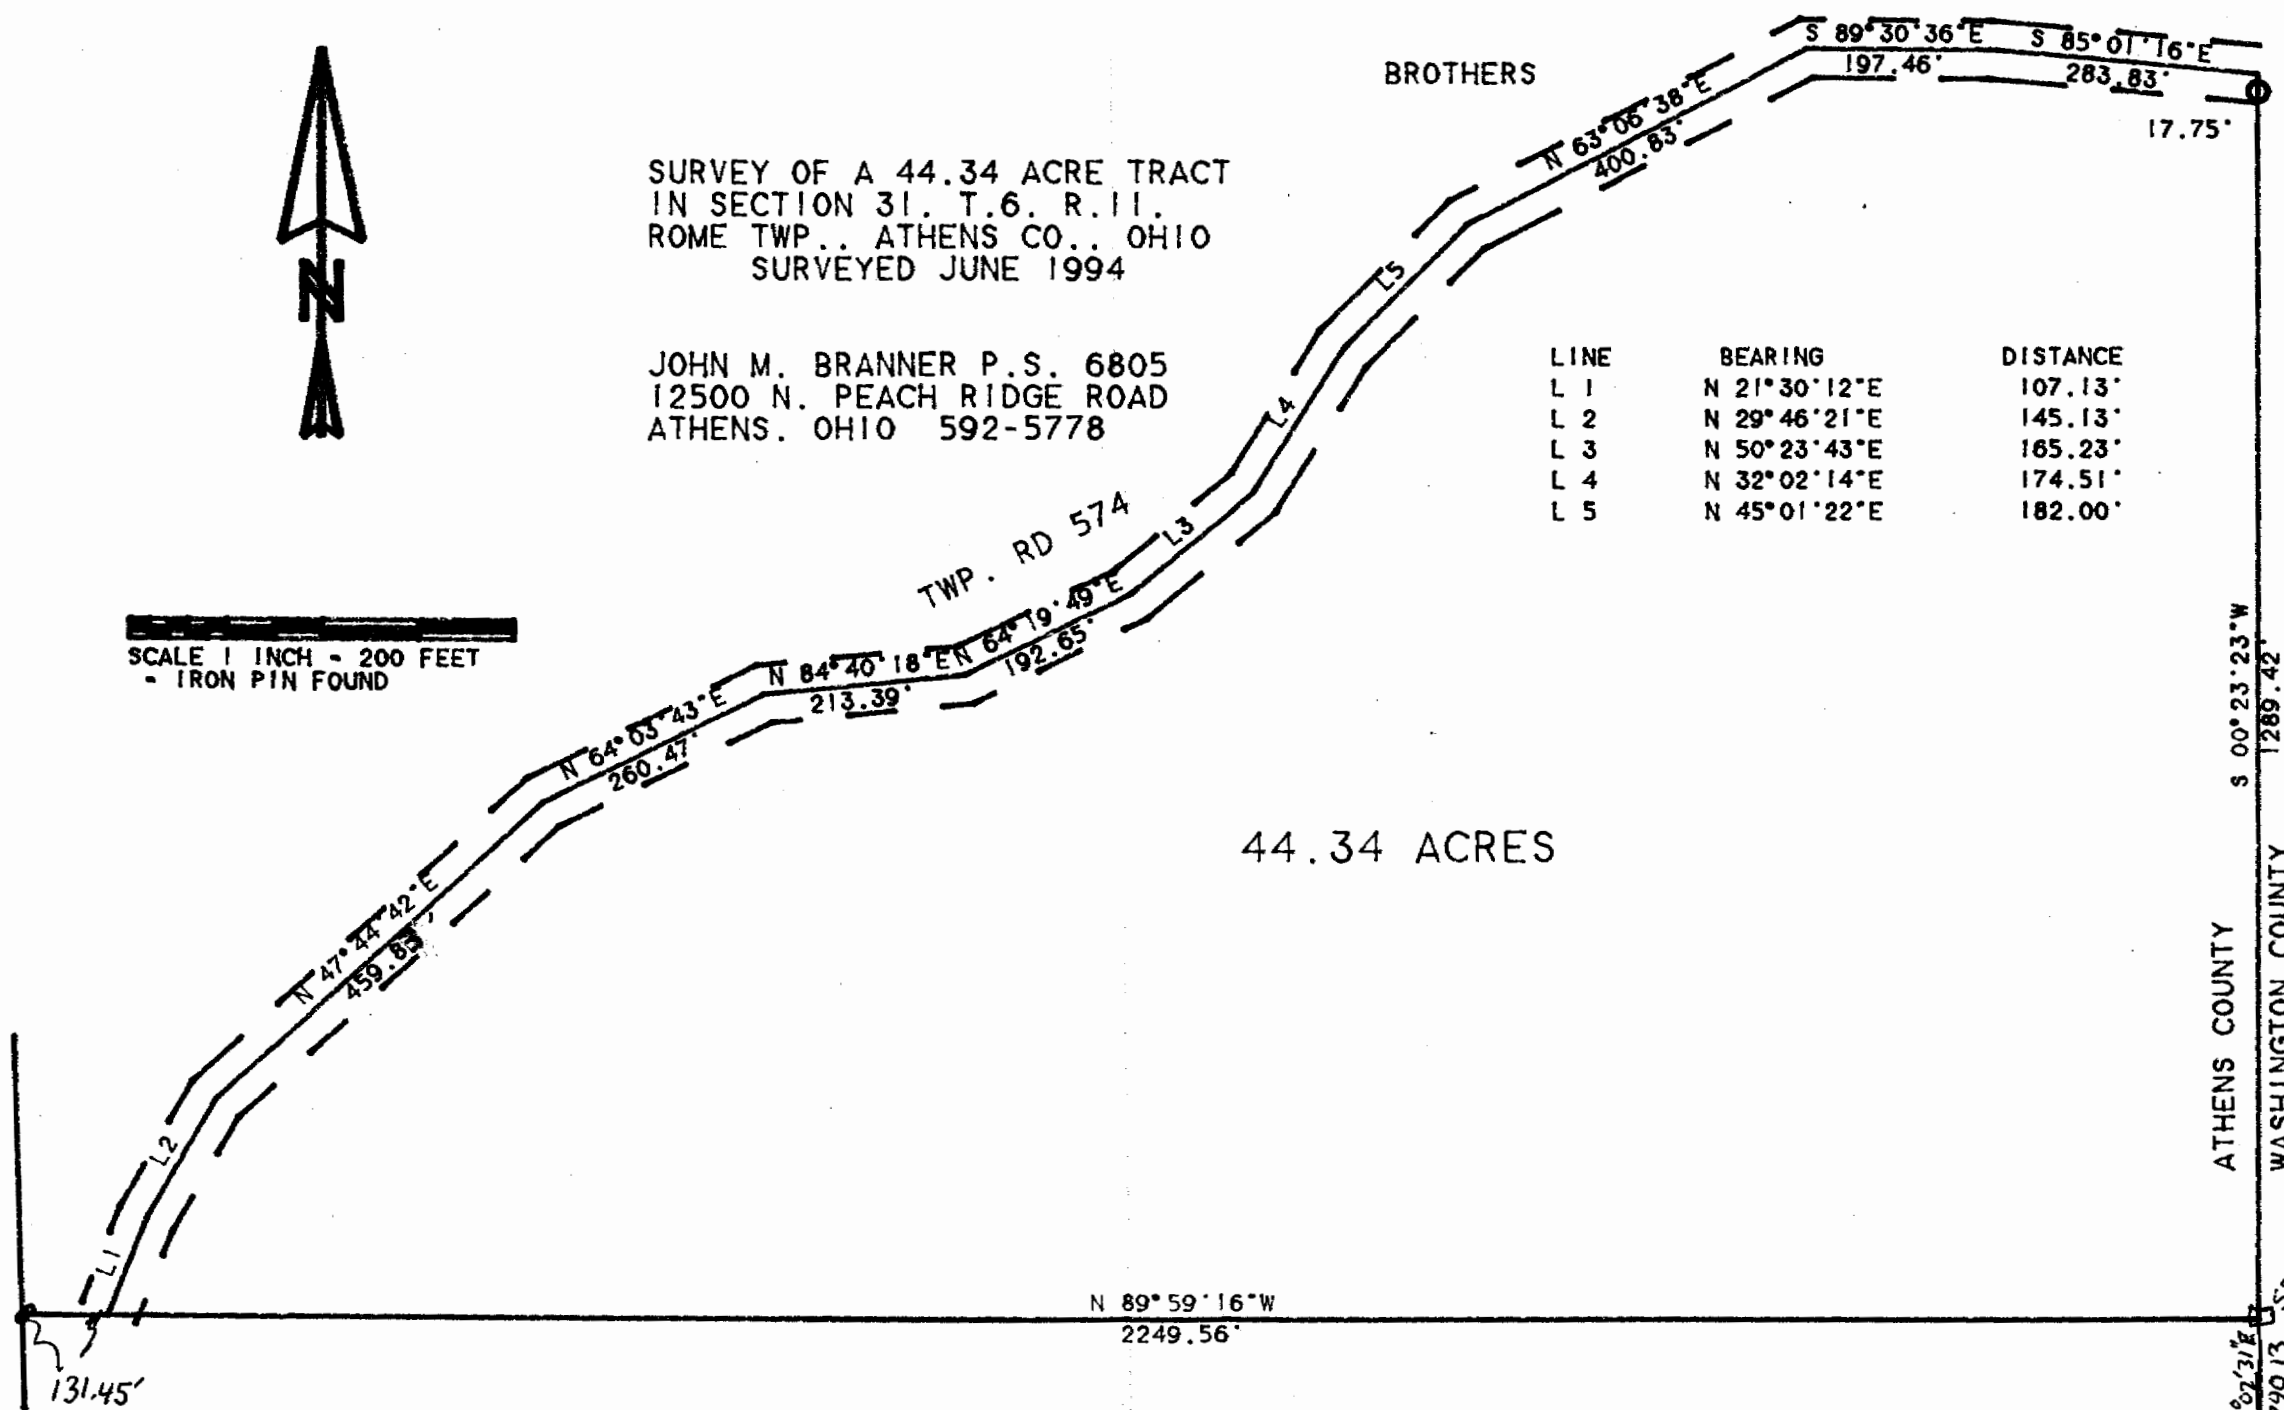 S 89°30'36"E
S 85°01'16"E
BROTHERS
197.46'
283.83'
17.75'
N 63°06'38"E
400.83'
SURVEY OF A 44.34 ACRE TRACT
IN SECTION 31. T.6. R.11.
ROME TWP.. ATHENS CO.. OHIO
SURVEYED JUNE 1994
N
L5
JOHN M. BRANNER P.S. 6805
12500 N. PEACH RIDGE ROAD
ATHENS. OHIO 592-5778
LINE BEARING DISTANCE
L 1 N 21°30'12"E 107.13'
L 2 N 29°46'21"E 145.13'
L 3 N 50°23'43"E 165.23'
L 4 N 32°02'14"E 174.51'
L 5 N 45°01'22"E 182.00'
L4
L3
TWP. RD 574
SCALE 1 INCH - 200 FEET
- IRON PIN FOUND
N 64°19'49"E
192.65'
N 84°40'18"E
213.39'
N 64°03'43"E
260.47'
S 00°23'23"W
1289.42'
44.34 ACRES
N 47°44'42"E
459.83'
ATHENS COUNTY
WASHINGTON COUNTY
L2
L1
N 89°59'16"W
2249.56'
131.45'
02'31"E
90.13